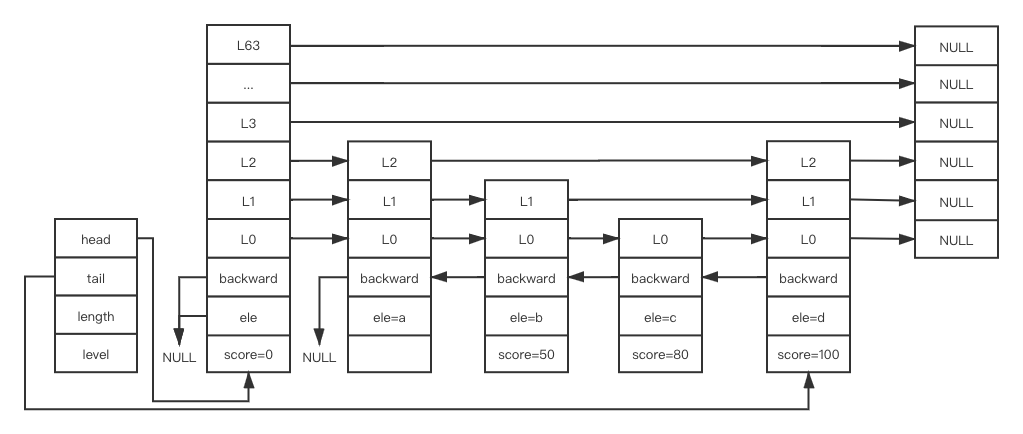 L63
NULL
...
NULL
L3
NULL
L2
L2
L2
NULL
L1
L1
L1
L1
NULL
head
L0
L0
L0
L0
L0
NULL
tail
backward
backward
backward
backward
backward
length
ele
ele=a
ele=b
ele=c
ele=d
level
NULL
score=0
NULL
score=50
score=80
score=100